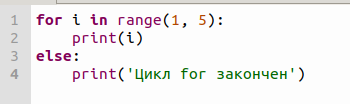 1 for i in range(1, 5):
2     print(i)
3 else:
4     print('Цикл for закончен')